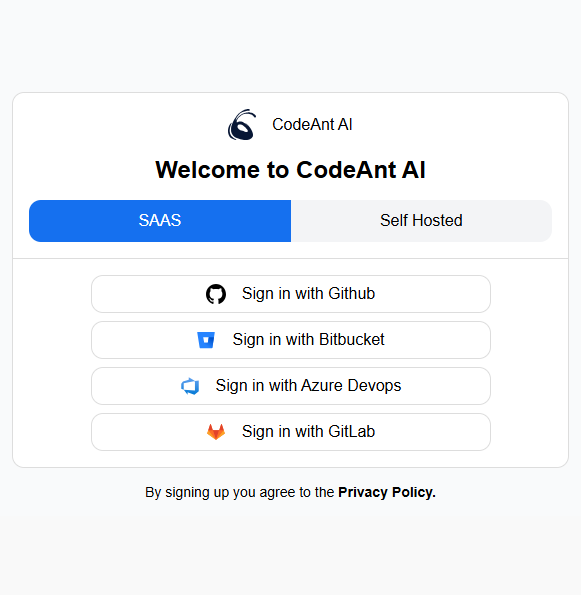 CodeAnt AI
Welcome to CodeAnt AI
SAAS
Self Hosted
Sign in with Github
Sign in with Bitbucket
Sign in with Azure Devops
Sign in with GitLab
By signing up you agree to the Privacy Policy.